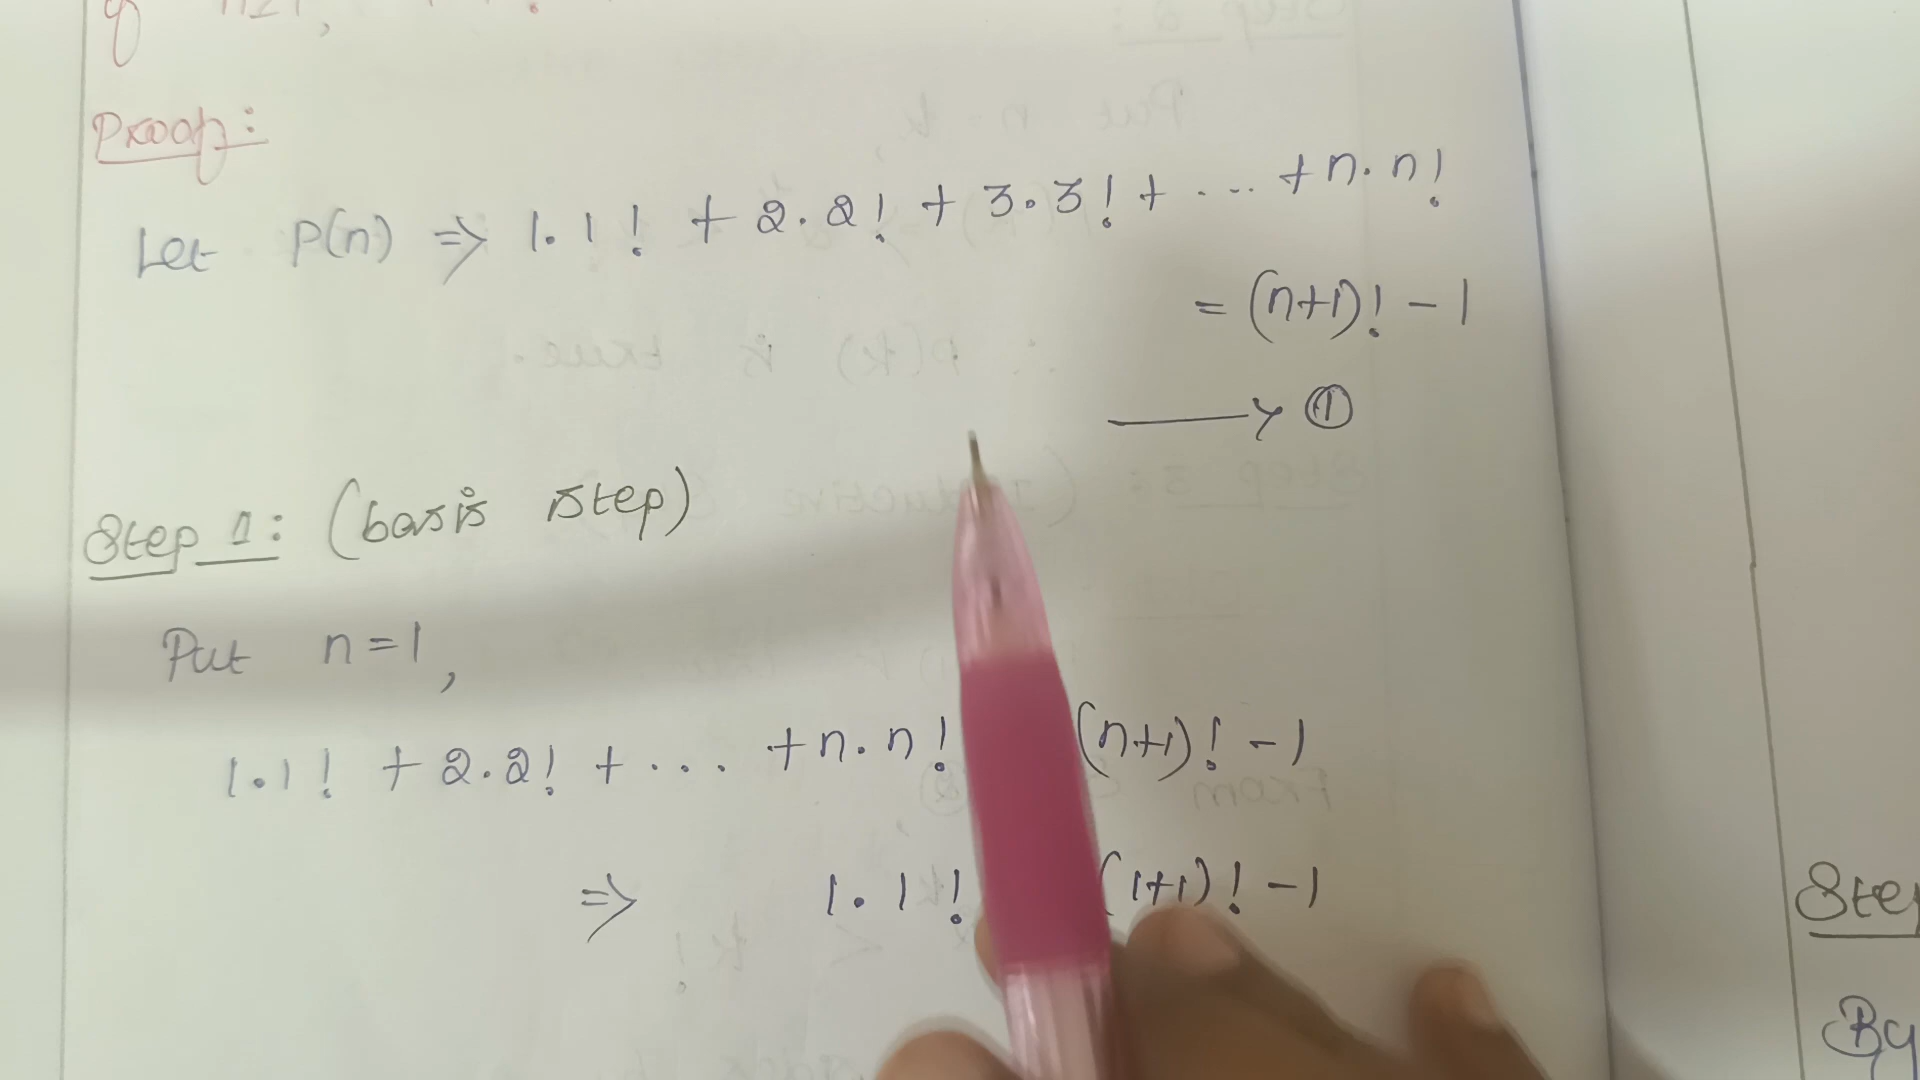 Proof:
Let P(n) => 1.1! + 2.2! + 3.3! + ... + n.n!
= (n+1)! - 1
⟶ ①
Step 1: (basis step)
Put n=1,
1.1! + 2.2! + ... + n.n! (n+1)! - 1
=> 1.1! (1+1)! - 1